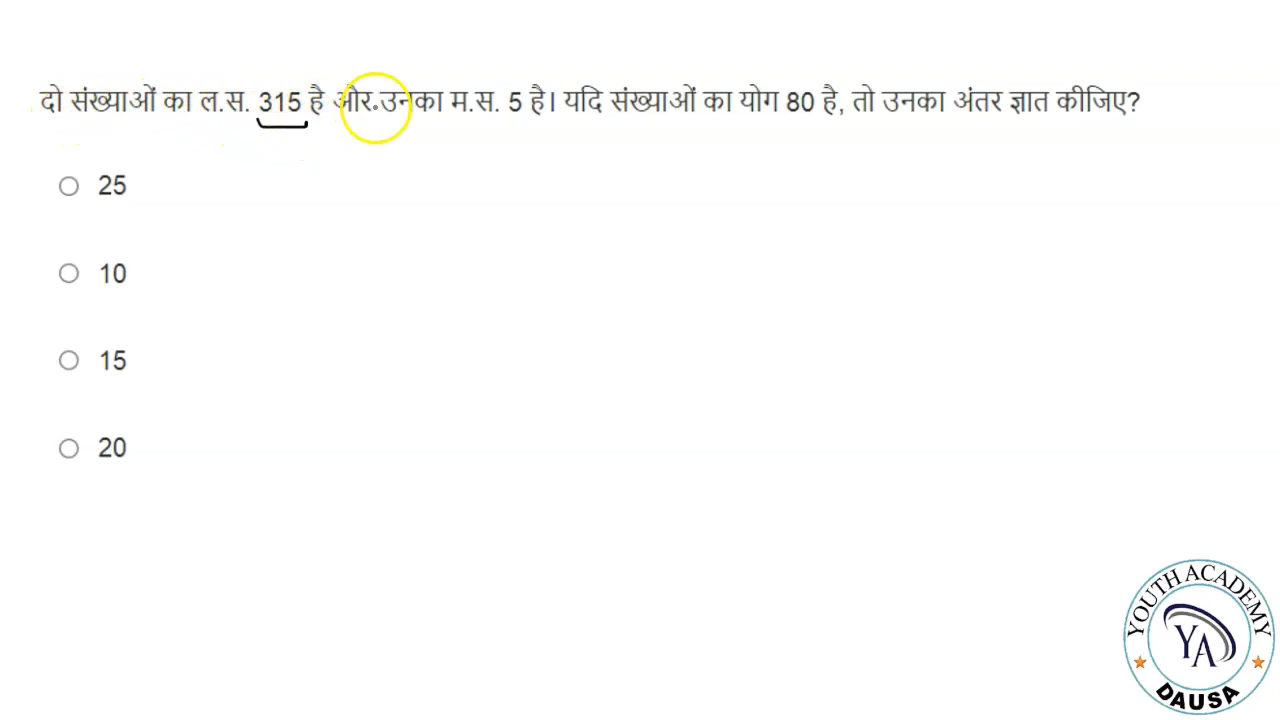 दो संख्याओं का ल.स. 315 है और उनका म.स. 5 है। यदि संख्याओं का योग 80 है, तो उनका अंतर ज्ञात कीजिए?
25
10
15
20
YOUTH ACADEMY
YA
DAUSA